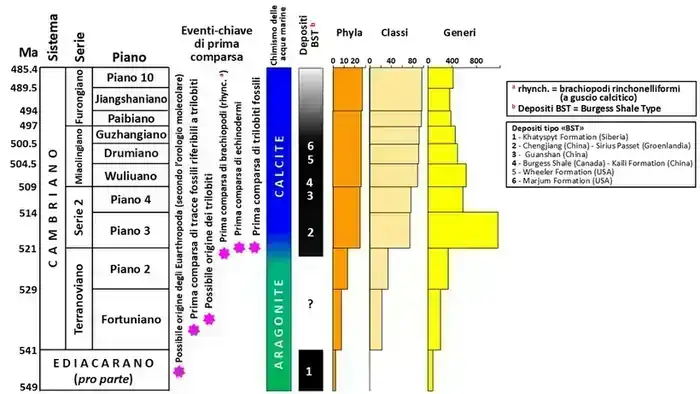 Ma
Sistema
Serie
Piano
Eventi-chiave
di prima
comparsa
Chimismo delle
acque marine
Depositi
BST b
Phyla
Classi
Generi
0 10 20
0 40 80
0 400 800
485.4
489.5
494
497
500.5
504.5
509
514
521
529
541
549
CAMBRIANO
Furongiano
Miaolingiano
Serie 2
Terranoviano
Piano 10
Jiangshaniano
Paibiano
Guzhangiano
Drumiano
Wuliuano
Piano 4
Piano 3
Piano 2
Fortuniano
EDIACARANO
(pro parte)
Possibile origine degli Euarthropoda (secondo l'orologio molecolare)
Prima comparsa di tracce fossili riferibili a trilobiti
Possibile origine dei trilobiti
Prima comparsa di brachiopodi (rhync. a)
Prima comparsa di echinodermi
Prima comparsa di trilobiti fossili
CALCITE
ARAGONITE
6
5
4
3
2
?
1
a rhynch. = brachiopodi rinchonelliformi
(a guscio calcitico)
b Depositi BST = Burgess Shale Type
Depositi tipo «BST»
1 - Khatyspyt Formation (Siberia)
2 - Chengjiang (China) - Sirius Passet (Groenlandia)
3 - Guanshan (China)
4 - Burgess Shale (Canada) - Kaili Formation (China)
5 - Wheeler Formation (USA)
6 - Marjum Formation (USA)